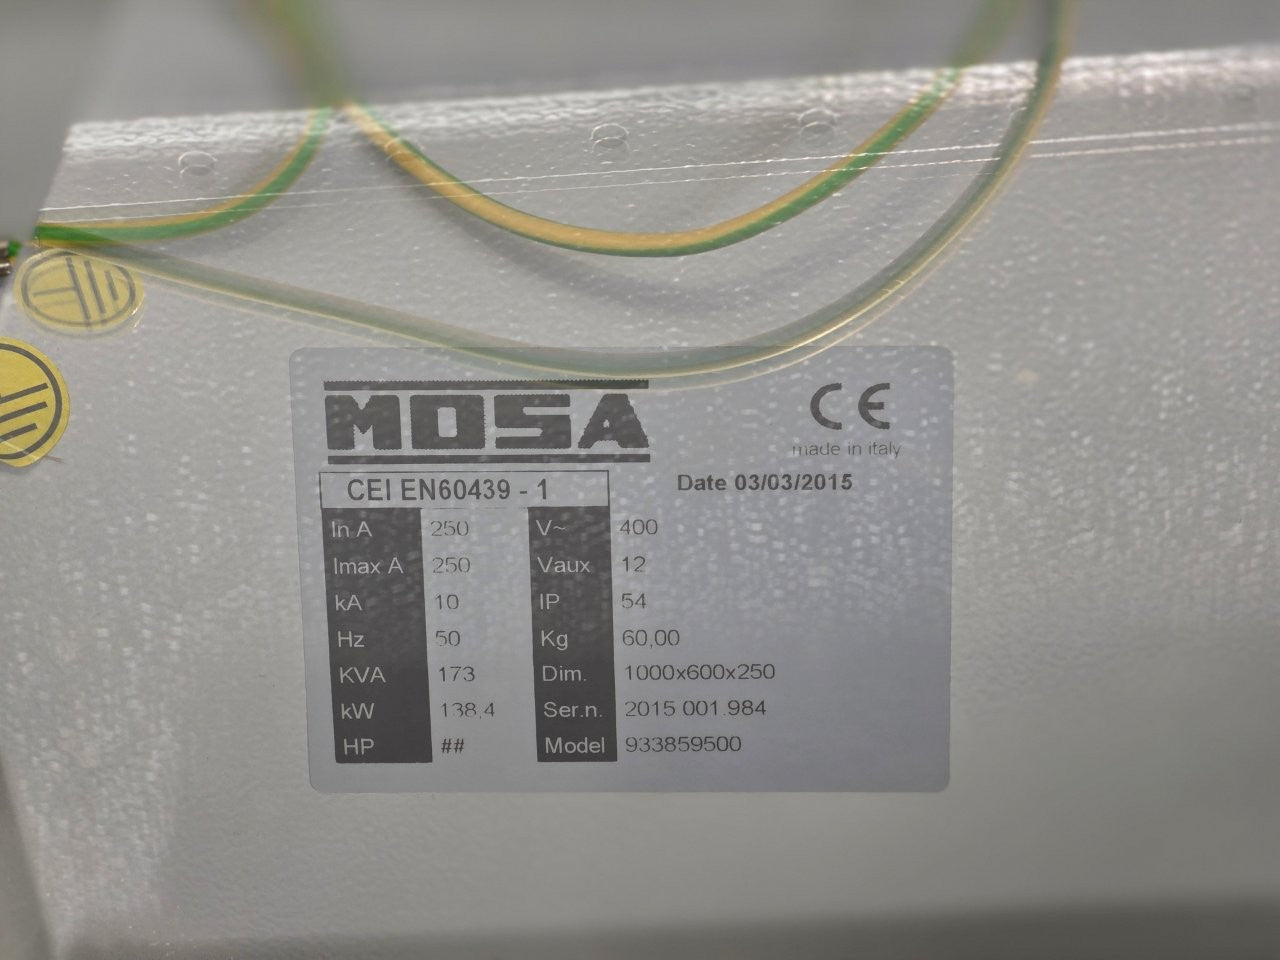 MOSA
CE
made in italy
CEI EN60439 - 1
Date 03/03/2015
In A 250 V~ 400
Imax A 250 Vaux 12
kA 10 IP 54
Hz 50 Kg 60,00
KVA 173 Dim. 1000x600x250
kW 138,4 Ser.n. 2015 001.984
HP ## Model 933859500